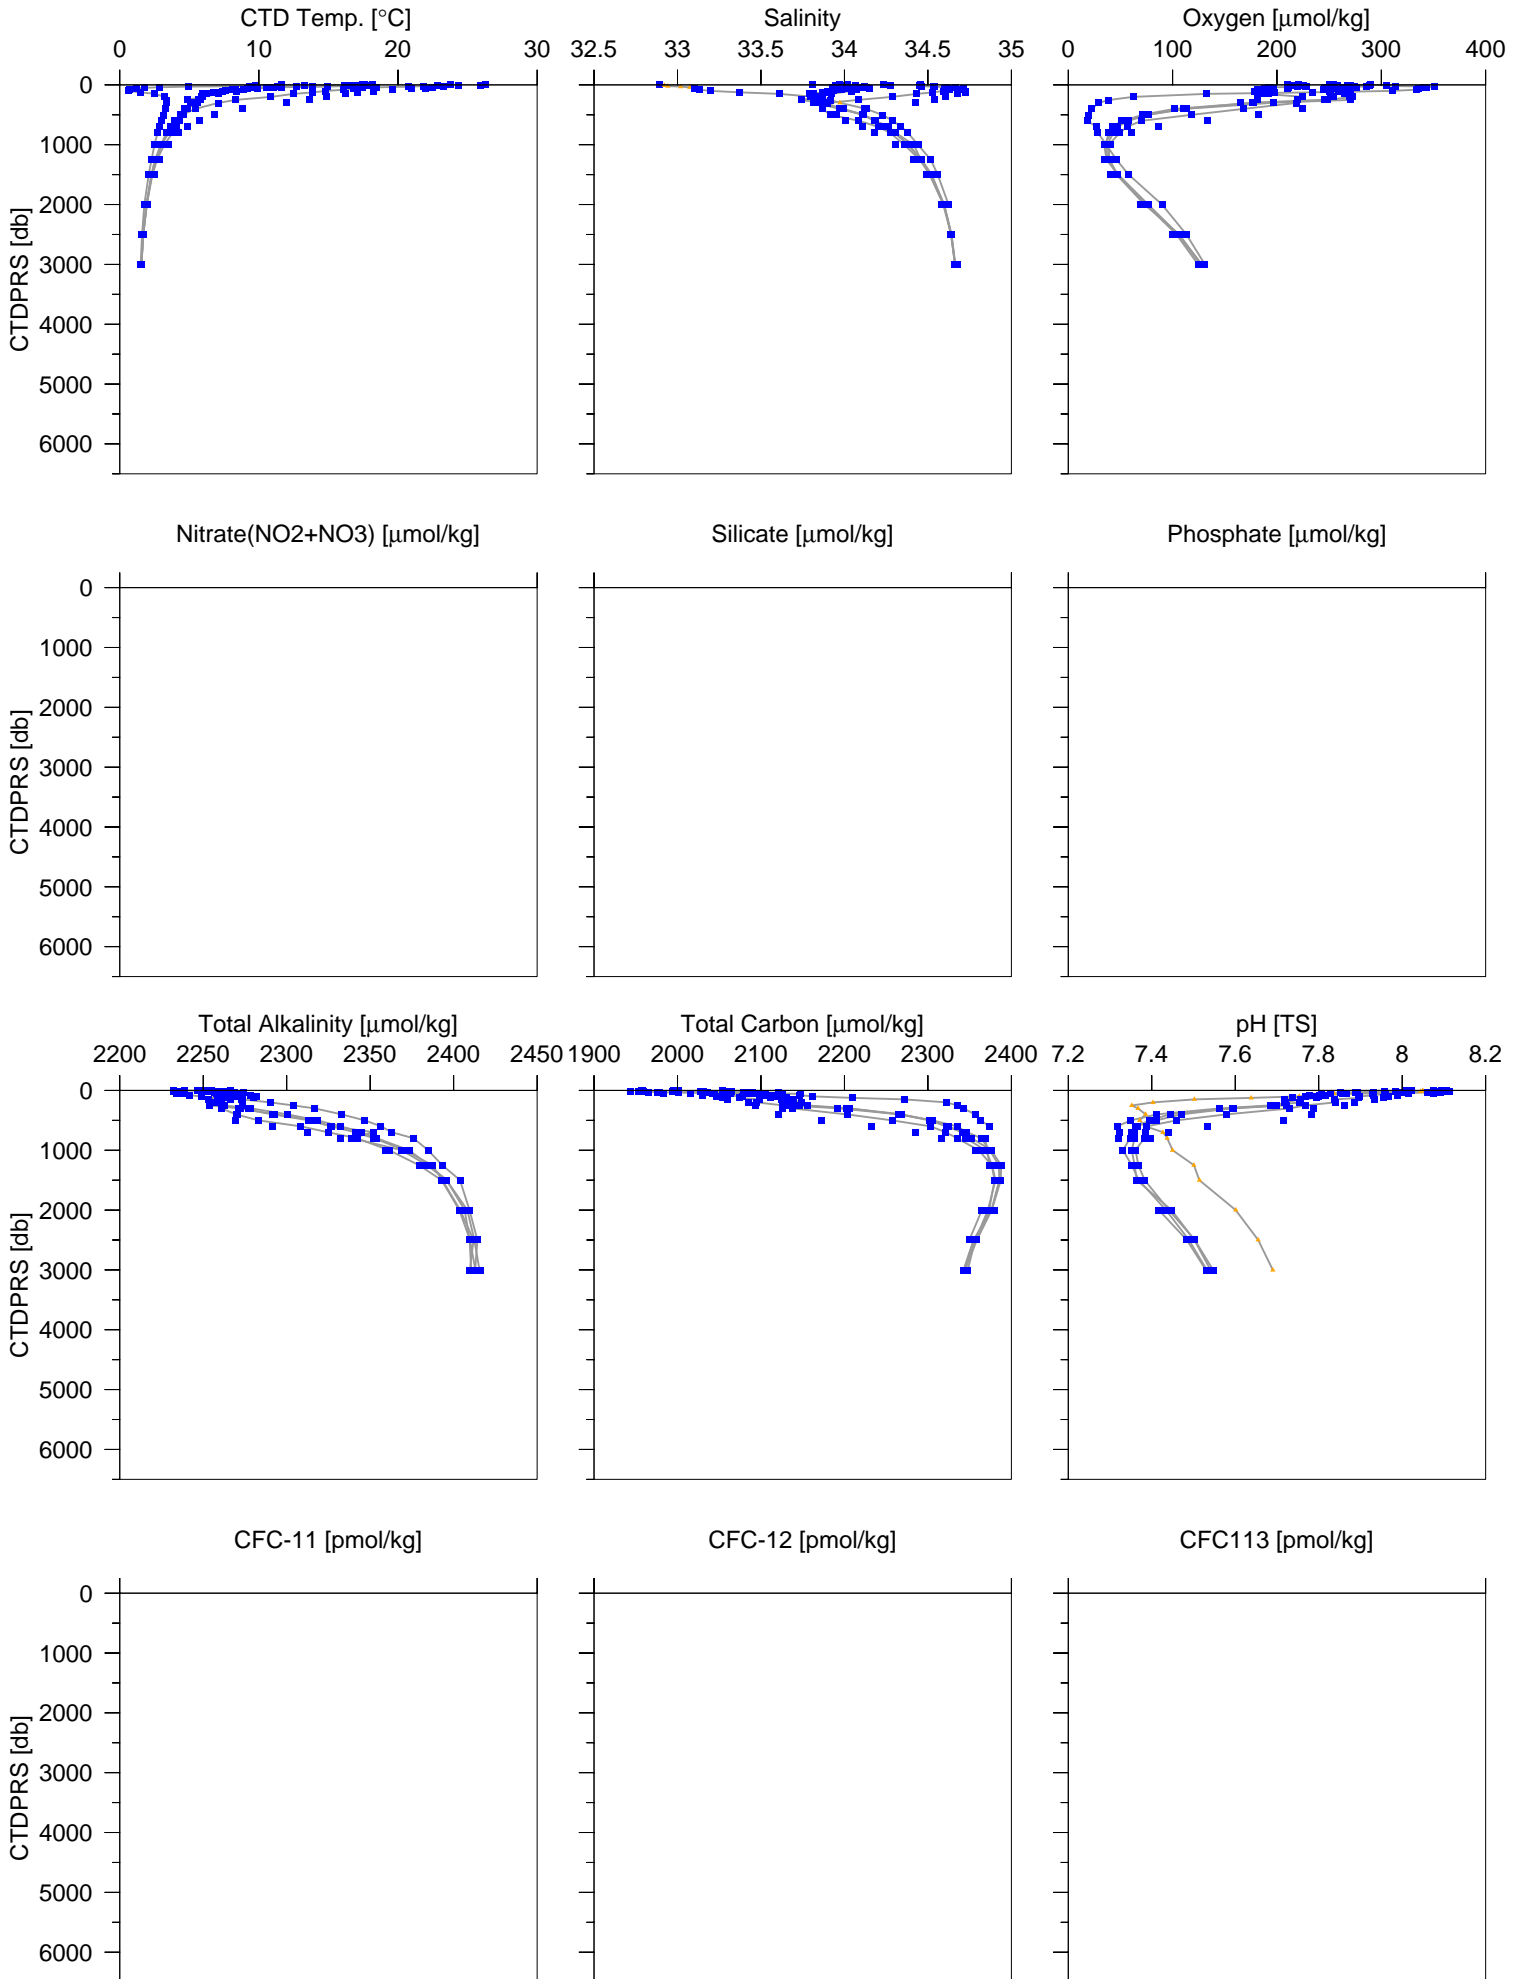 CTD Temp. [°C] Salinity Oxygen [μmol/kg]
0 10 20 30 32.5 33 33.5 34 34.5 35 0 100 200 300 400
0
1000
2000
3000
4000
5000
6000
CTDPRS [db]
Nitrate(NO2+NO3) [μmol/kg] Silicate [μmol/kg] Phosphate [μmol/kg]
0
1000
2000
3000
4000
5000
6000
CTDPRS [db]
Total Alkalinity [μmol/kg] Total Carbon [μmol/kg] pH [TS]
2200 2250 2300 2350 2400 2450 1900 2000 2100 2200 2300 2400 7.2 7.4 7.6 7.8 8 8.2
0
1000
2000
3000
4000
5000
6000
CTDPRS [db]
CFC-11 [pmol/kg] CFC-12 [pmol/kg] CFC113 [pmol/kg]
0
1000
2000
3000
4000
5000
6000
CTDPRS [db]